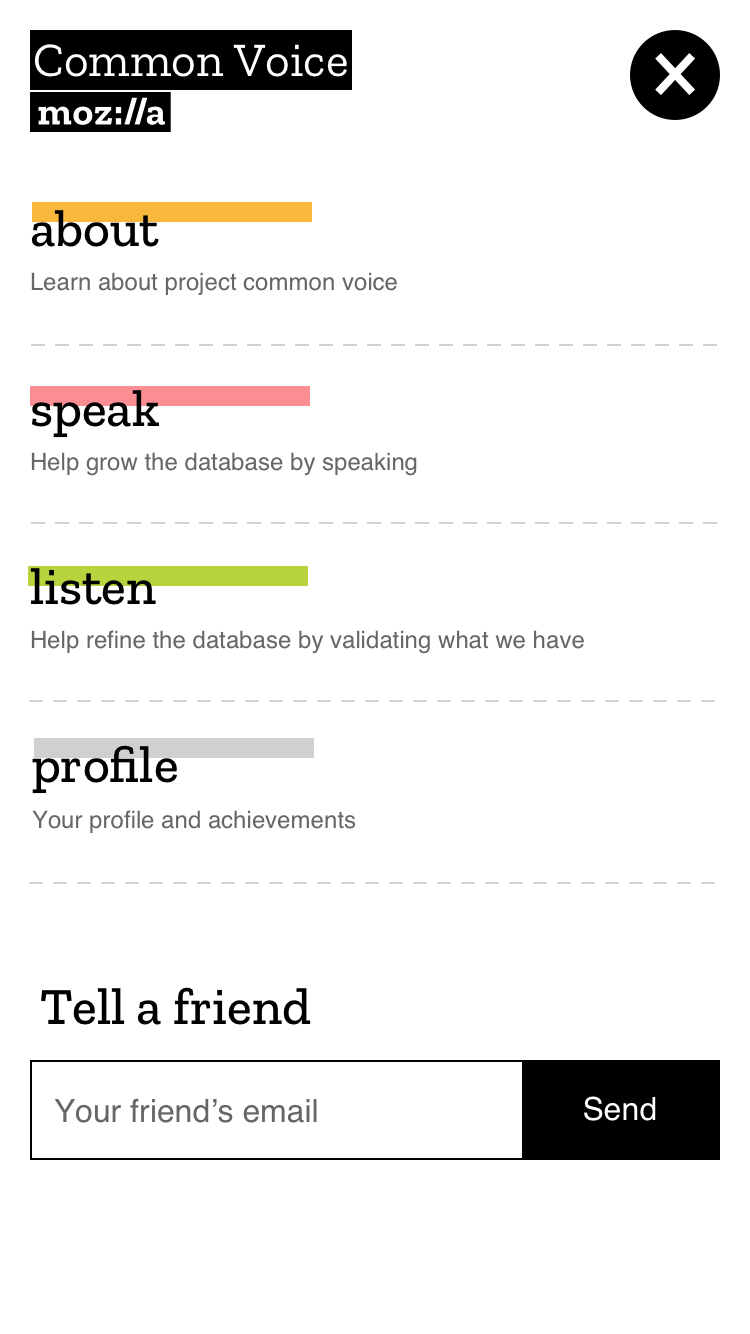 Common Voice
moz://a
about
Learn about project common voice
speak
Help grow the database by speaking
listen
Help refine the database by validating what we have
profile
Your profile and achievements
Tell a friend
Your friend’s email
Send